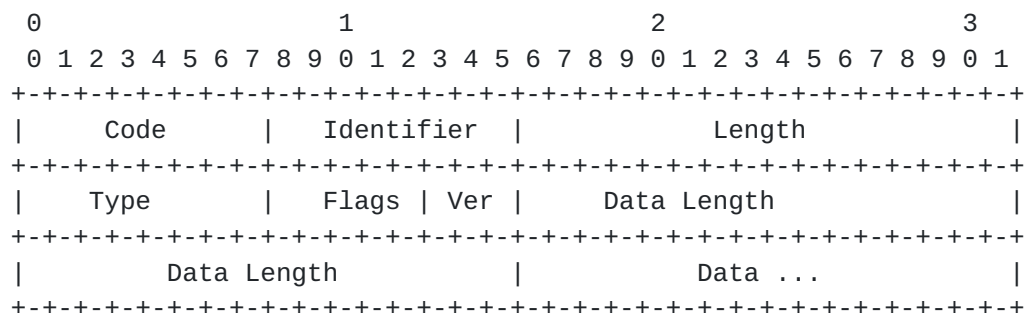 0                   1                   2                   3
 0 1 2 3 4 5 6 7 8 9 0 1 2 3 4 5 6 7 8 9 0 1 2 3 4 5 6 7 8 9 0 1
+-+-+-+-+-+-+-+-+-+-+-+-+-+-+-+-+-+-+-+-+-+-+-+-+-+-+-+-+-+-+-+-+
|     Code      |   Identifier  |            Length             |
+-+-+-+-+-+-+-+-+-+-+-+-+-+-+-+-+-+-+-+-+-+-+-+-+-+-+-+-+-+-+-+-+
|    Type       |   Flags | Ver |     Data Length               |
+-+-+-+-+-+-+-+-+-+-+-+-+-+-+-+-+-+-+-+-+-+-+-+-+-+-+-+-+-+-+-+-+
|         Data Length           |           Data ...            |
+-+-+-+-+-+-+-+-+-+-+-+-+-+-+-+-+-+-+-+-+-+-+-+-+-+-+-+-+-+-+-+-+